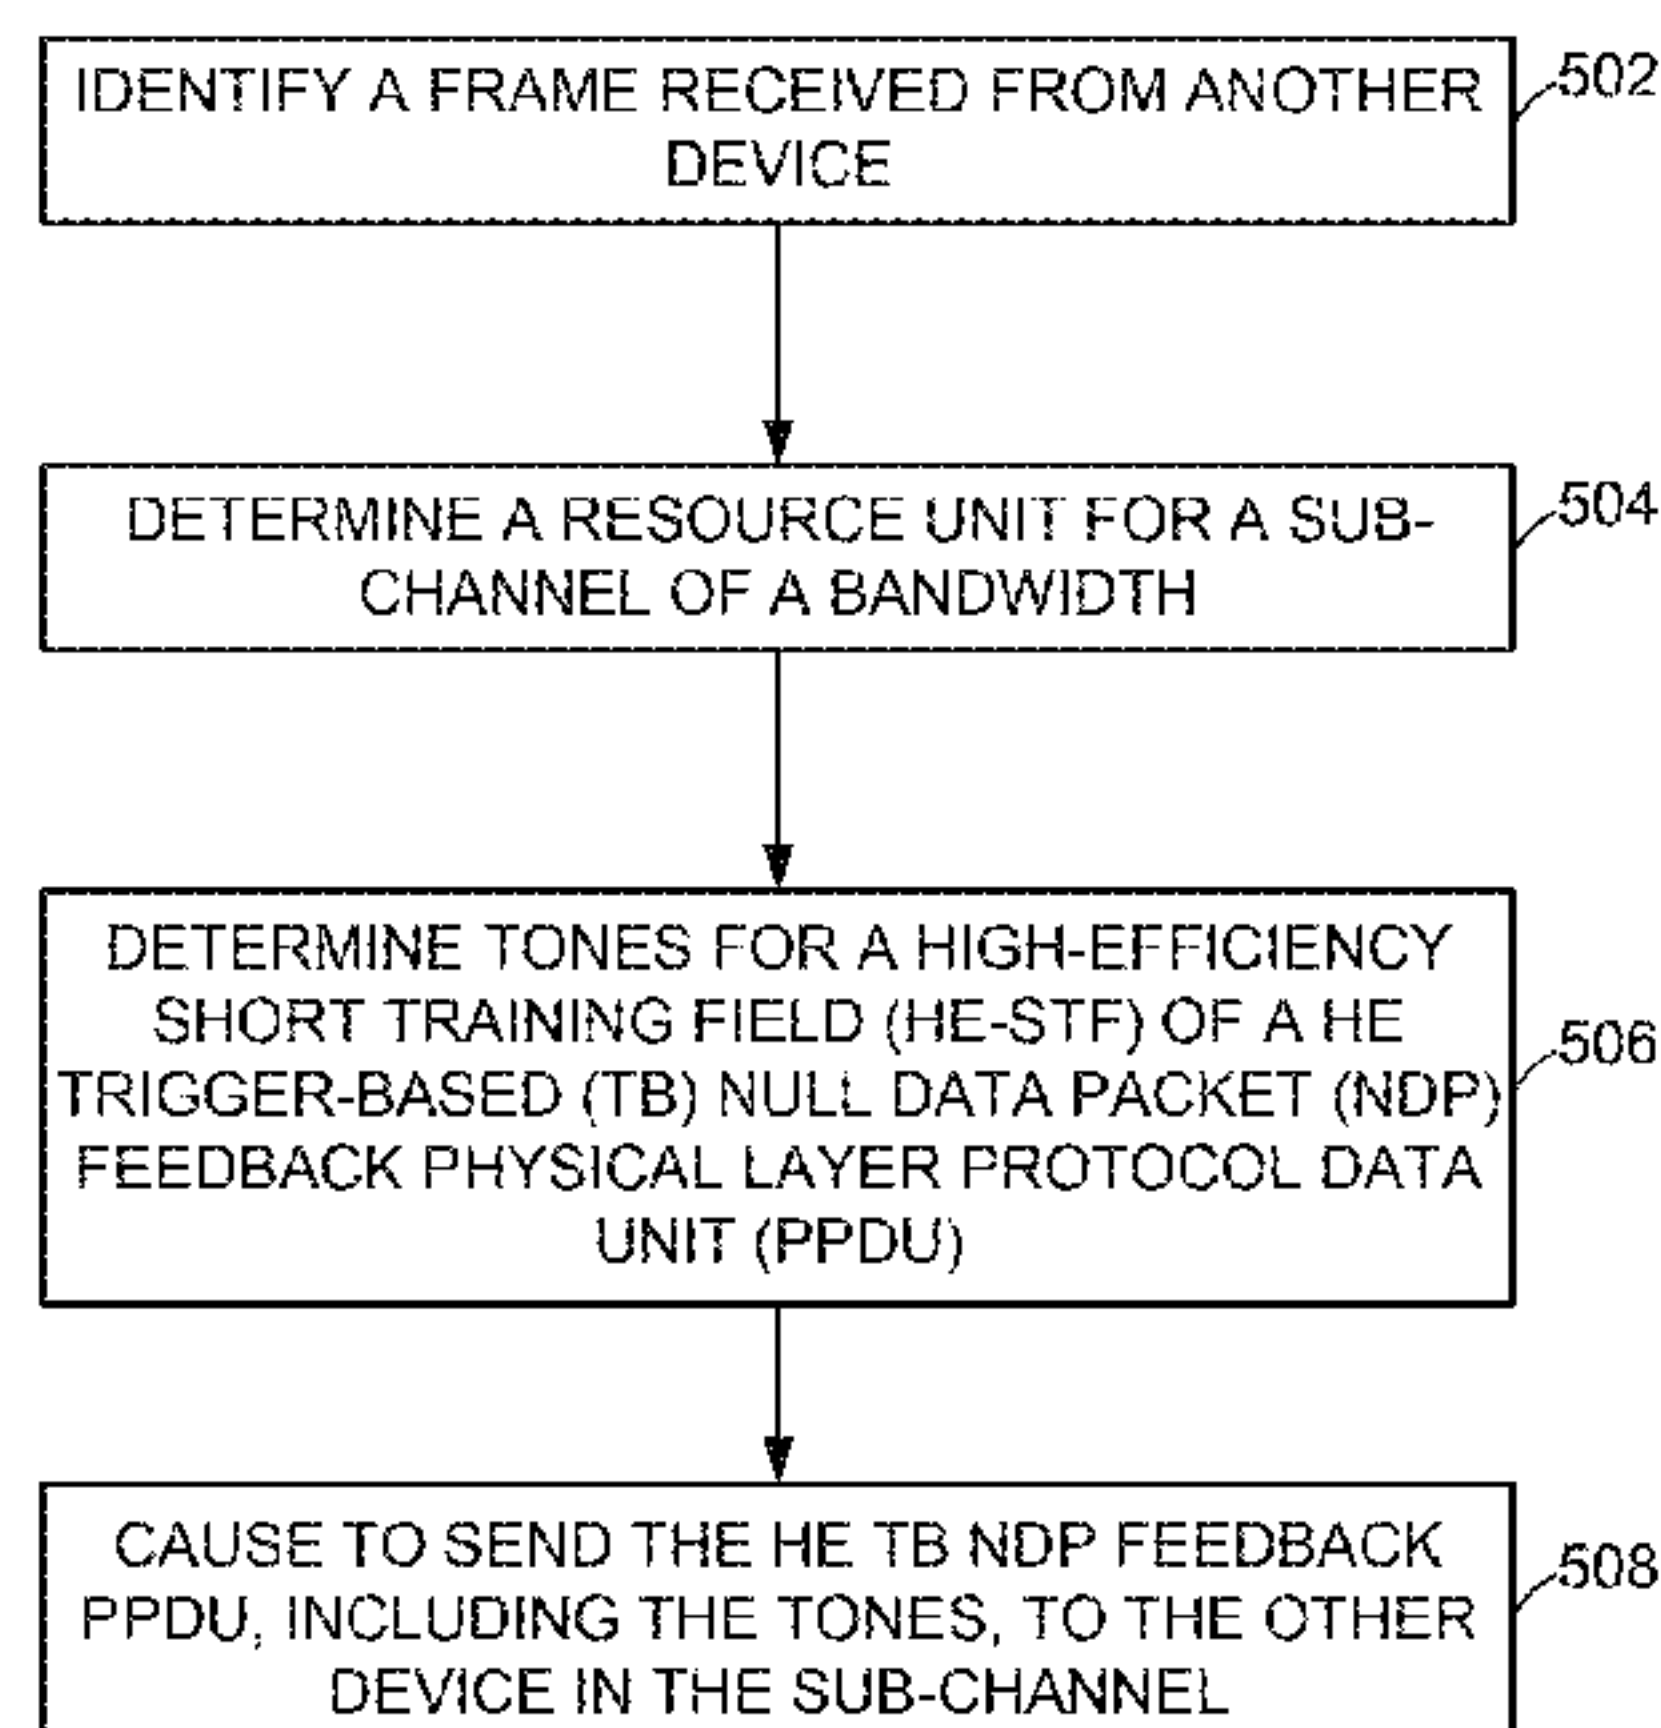 IDENTIFY A FRAME RECEIVED FROM ANOTHER
DEVICE
502
DETERMINE A RESOURCE UNIT FOR A SUB-
CHANNEL OF A BANDWIDTH
504
DETERMINE TONES FOR A HIGH-EFFICIENCY
SHORT TRAINING FIELD (HE-STF) OF A HE
TRIGGER-BASED (TB) NULL DATA PACKET (NDP)
FEEDBACK PHYSICAL LAYER PROTOCOL DATA
UNIT (PPDU)
506
CAUSE TO SEND THE HE TB NDP FEEDBACK
PPDU, INCLUDING THE TONES, TO THE OTHER
DEVICE IN THE SUB-CHANNEL
508